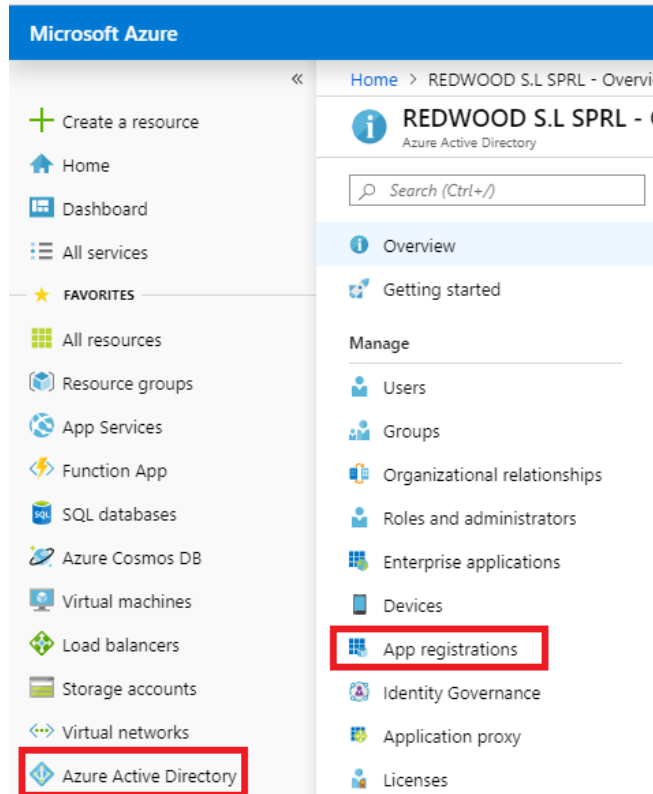 Microsoft Azure
«
Create a resource
Home
Dashboard
All services
FAVORITES
All resources
Resource groups
App Services
Function App
SQL databases
Azure Cosmos DB
Virtual machines
Load balancers
Storage accounts
Virtual networks
Azure Active Directory
Home > REDWOOD S.L SPRL - Overvi
REDWOOD S.L SPRL -
Azure Active Directory
Search (Ctrl+/)
Overview
Getting started
Manage
Users
Groups
Organizational relationships
Roles and administrators
Enterprise applications
Devices
App registrations
Identity Governance
Application proxy
Licenses